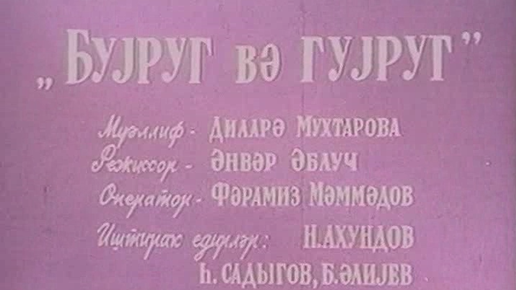 „Бујруг вә гујруг”
Мүәллиф - Диларә Мухтарова
Режиссор - Әнвәр Әблуч
Оператор - Фәрамиз Мәммәдов
Иштирак едирләр: Н.Ахундов
Һ. Садыгов, Б.Әлијев